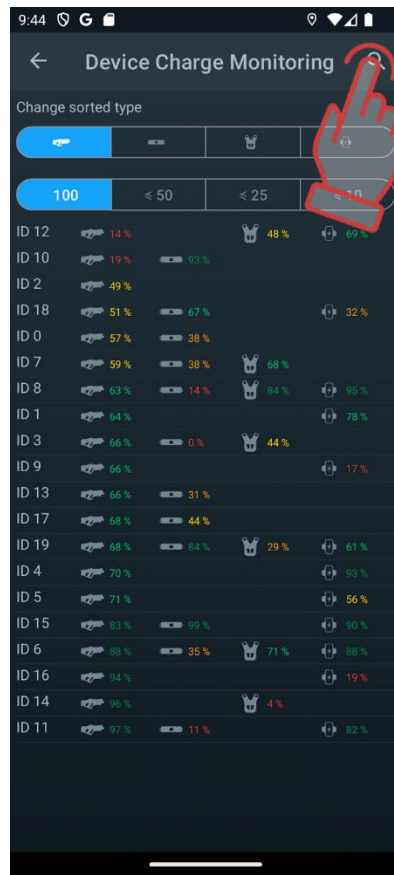 9:44 G
Device Charge Monitoring
Change sorted type
100 ⩽ 50 ⩽ 25 ⩽ 10
ID 12 14 % 48 % 69 %
ID 10 19 % 93 %
ID 2 49 %
ID 18 51 % 67 % 32 %
ID 0 57 % 38 %
ID 7 59 % 38 % 68 %
ID 8 63 % 14 % 84 % 95 %
ID 1 64 % 78 %
ID 3 66 % 0 % 44 %
ID 9 66 % 17 %
ID 13 66 % 31 %
ID 17 68 % 44 %
ID 19 68 % 84 % 29 % 61 %
ID 4 70 % 93 %
ID 5 71 % 56 %
ID 15 83 % 99 % 90 %
ID 6 88 % 35 % 71 % 88 %
ID 16 94 % 19 %
ID 14 96 % 4 %
ID 11 97 % 11 % 82 %